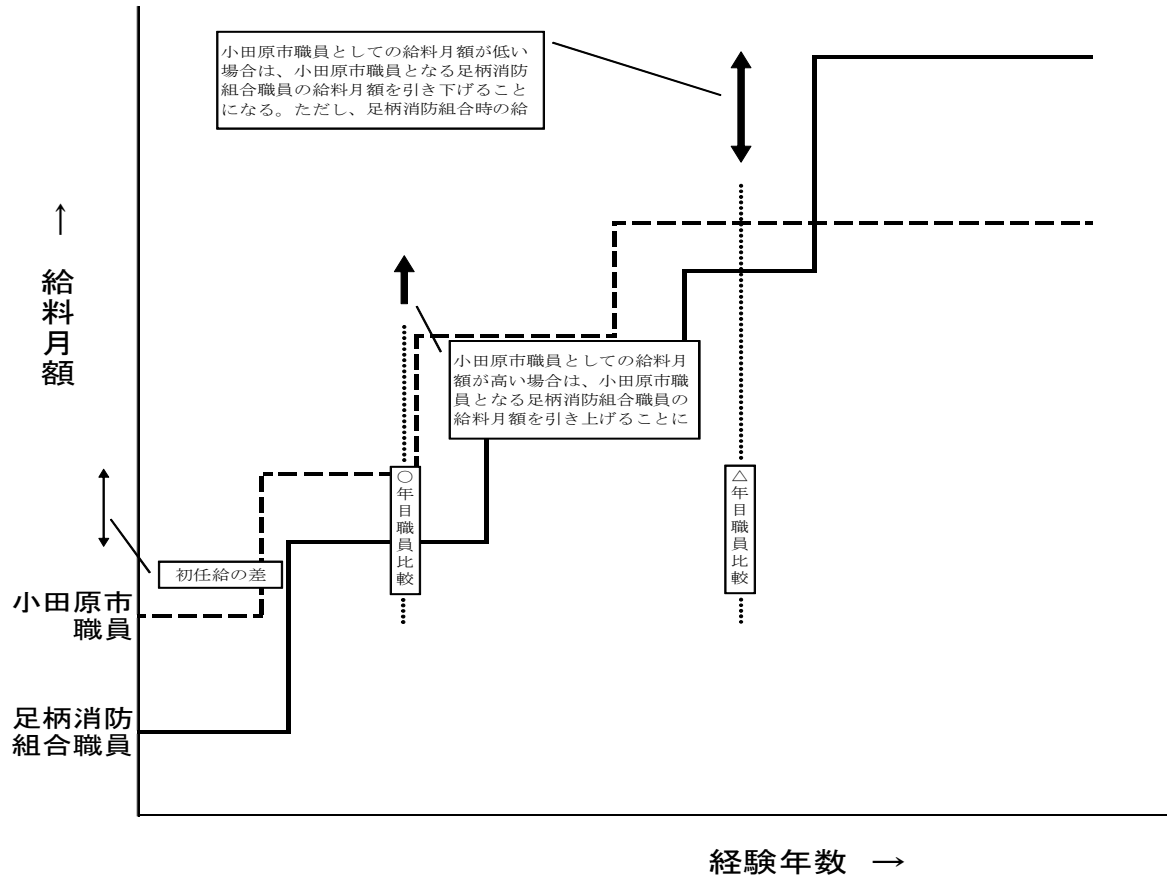 小田原市職員としての給料月額が低い
場合は、小田原市職員となる足柄消防
組合職員の給料月額を引き下げること
になる。ただし、足柄消防組合時の給
↑
給料月額
小田原市職員としての給料月
額が高い場合は、小田原市職
員となる足柄消防組合職員の
給料月額を引き上げることに
○年目職員比較
△年目職員比較
初任給の差
小田原市
職員
足柄消防
組合職員
経験年数 →